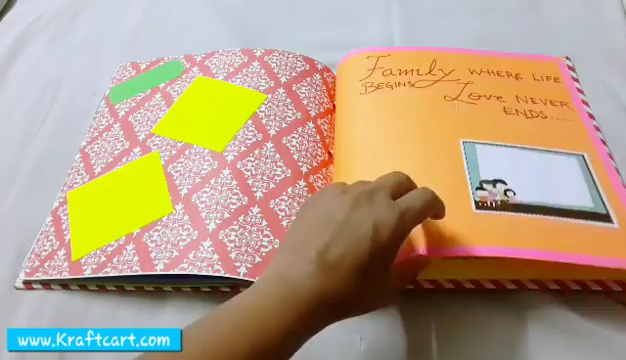 Family WHERE LIFE
BEGINS
Love NEVER
ENDS.....
www.Kraftcart.com